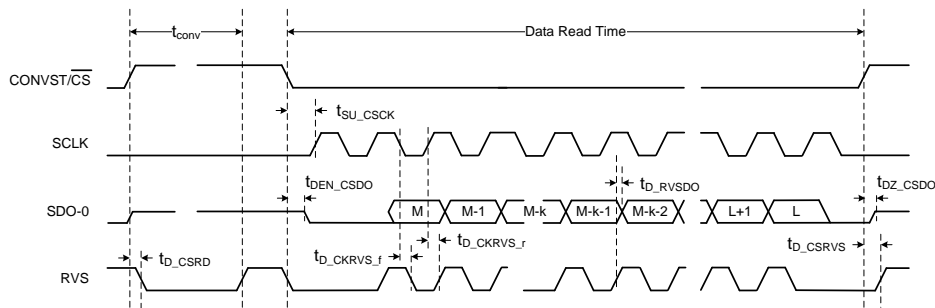 t_conv
Data Read Time
CONVST/CS
t_SU_CSCK
SCLK
t_DEN_CSDO
t_D_RVSDO
t_DZ_CSDO
SDO-0
M
M-1
M-k
M-k-1
M-k-2
L+1
L
t_D_CKRVS_r
t_D_CSRD
t_D_CKRVS_f
t_D_CSRVS
RVS